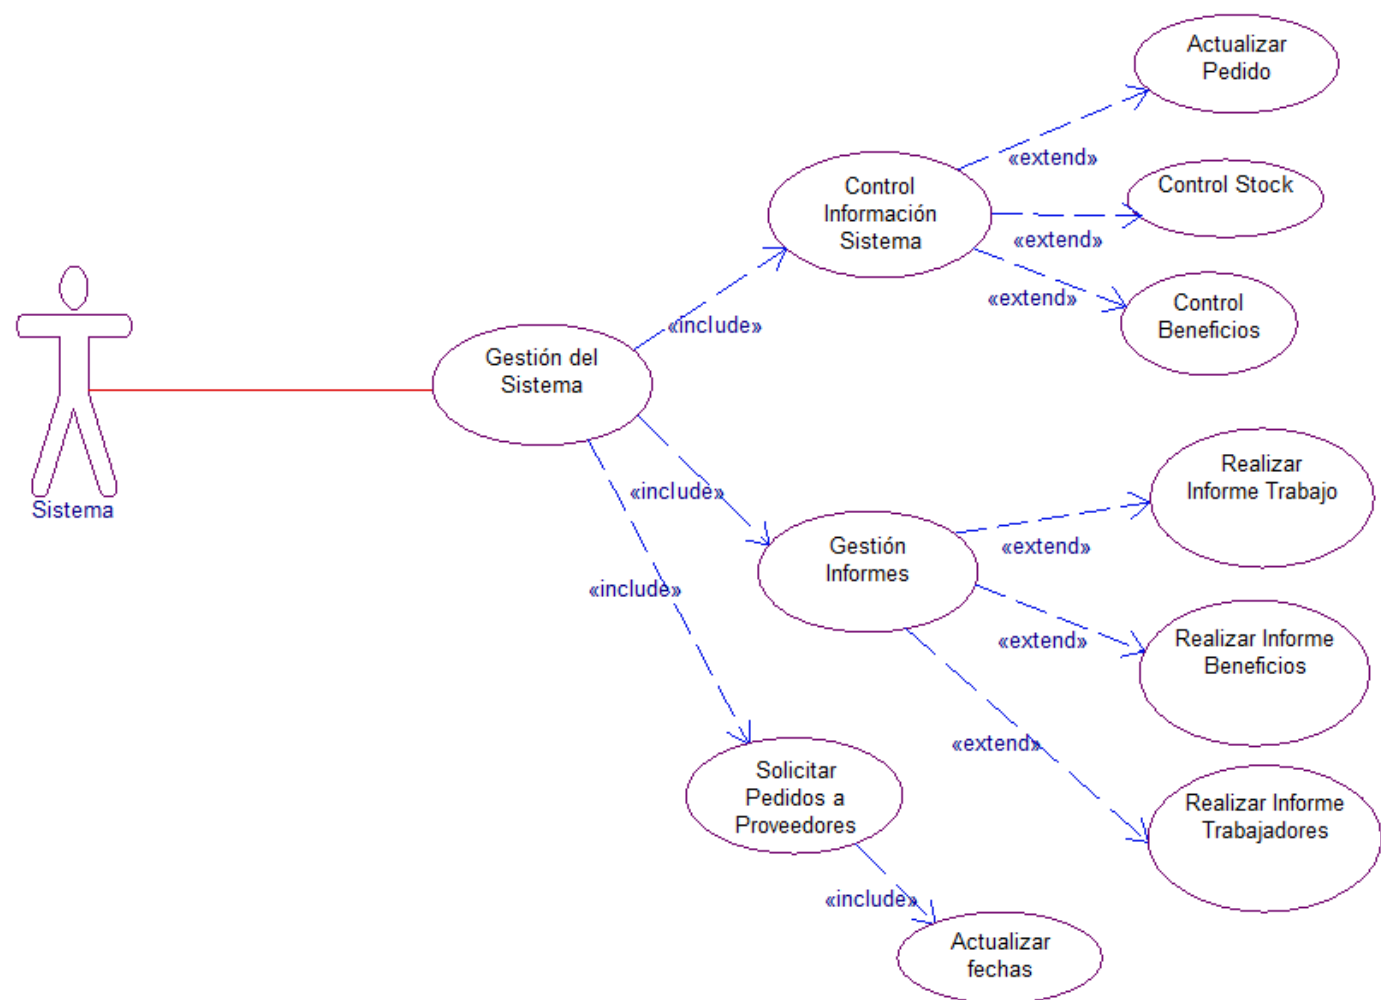 Actualizar
Pedido
«extend»
Control Stock
Control
Información
Sistema
«extend»
«extend»
Control
Beneficios
«include»
Gestión del
Sistema
Sistema
Realizar
Informe Trabajo
«include»
«extend»
Gestión
Informes
«include»
«extend»
Realizar Informe
Beneficios
«extend»
Solicitar
Pedidos a
Proveedores
Realizar Informe
Trabajadores
«include»
Actualizar
fechas